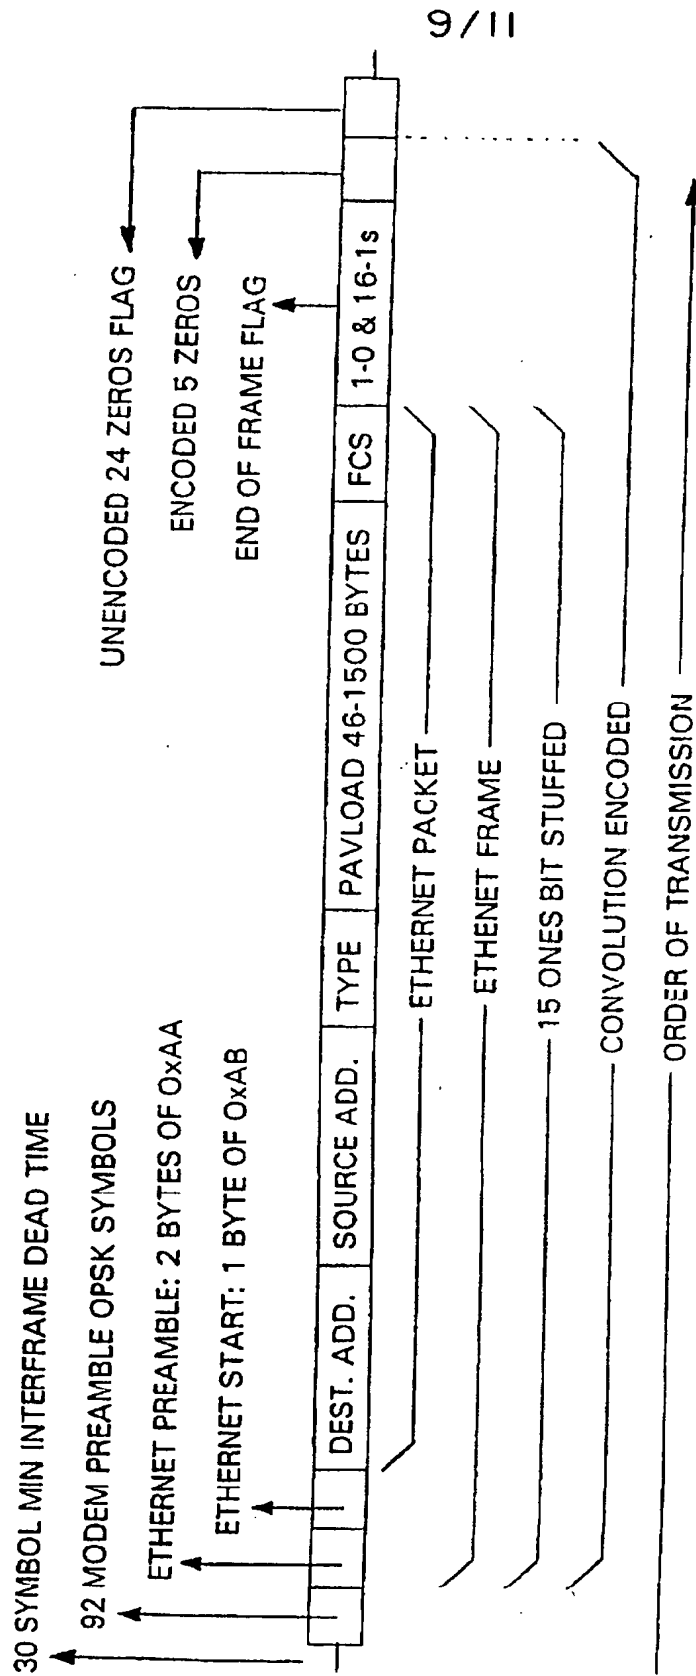 9/11
30 SYMBOL MIN INTERFRAME DEAD TIME
92 MODEM PREAMBLE OPSK SYMBOLS
ETHERNET PREAMBLE: 2 BYTES OF OxAA
ETHERNET START: 1 BYTE OF OxAB
UNENCODED 24 ZEROS FLAG
ENCODED 5 ZEROS
END OF FRAME FLAG
DEST. ADD.
SOURCE ADD.
TYPE
PAVLOAD 46-1500 BYTES
FCS
1-0 & 16-1s
ETHERNET PACKET
ETHENET FRAME
15 ONES BIT STUFFED
CONVOLUTION ENCODED
ORDER OF TRANSMISSION